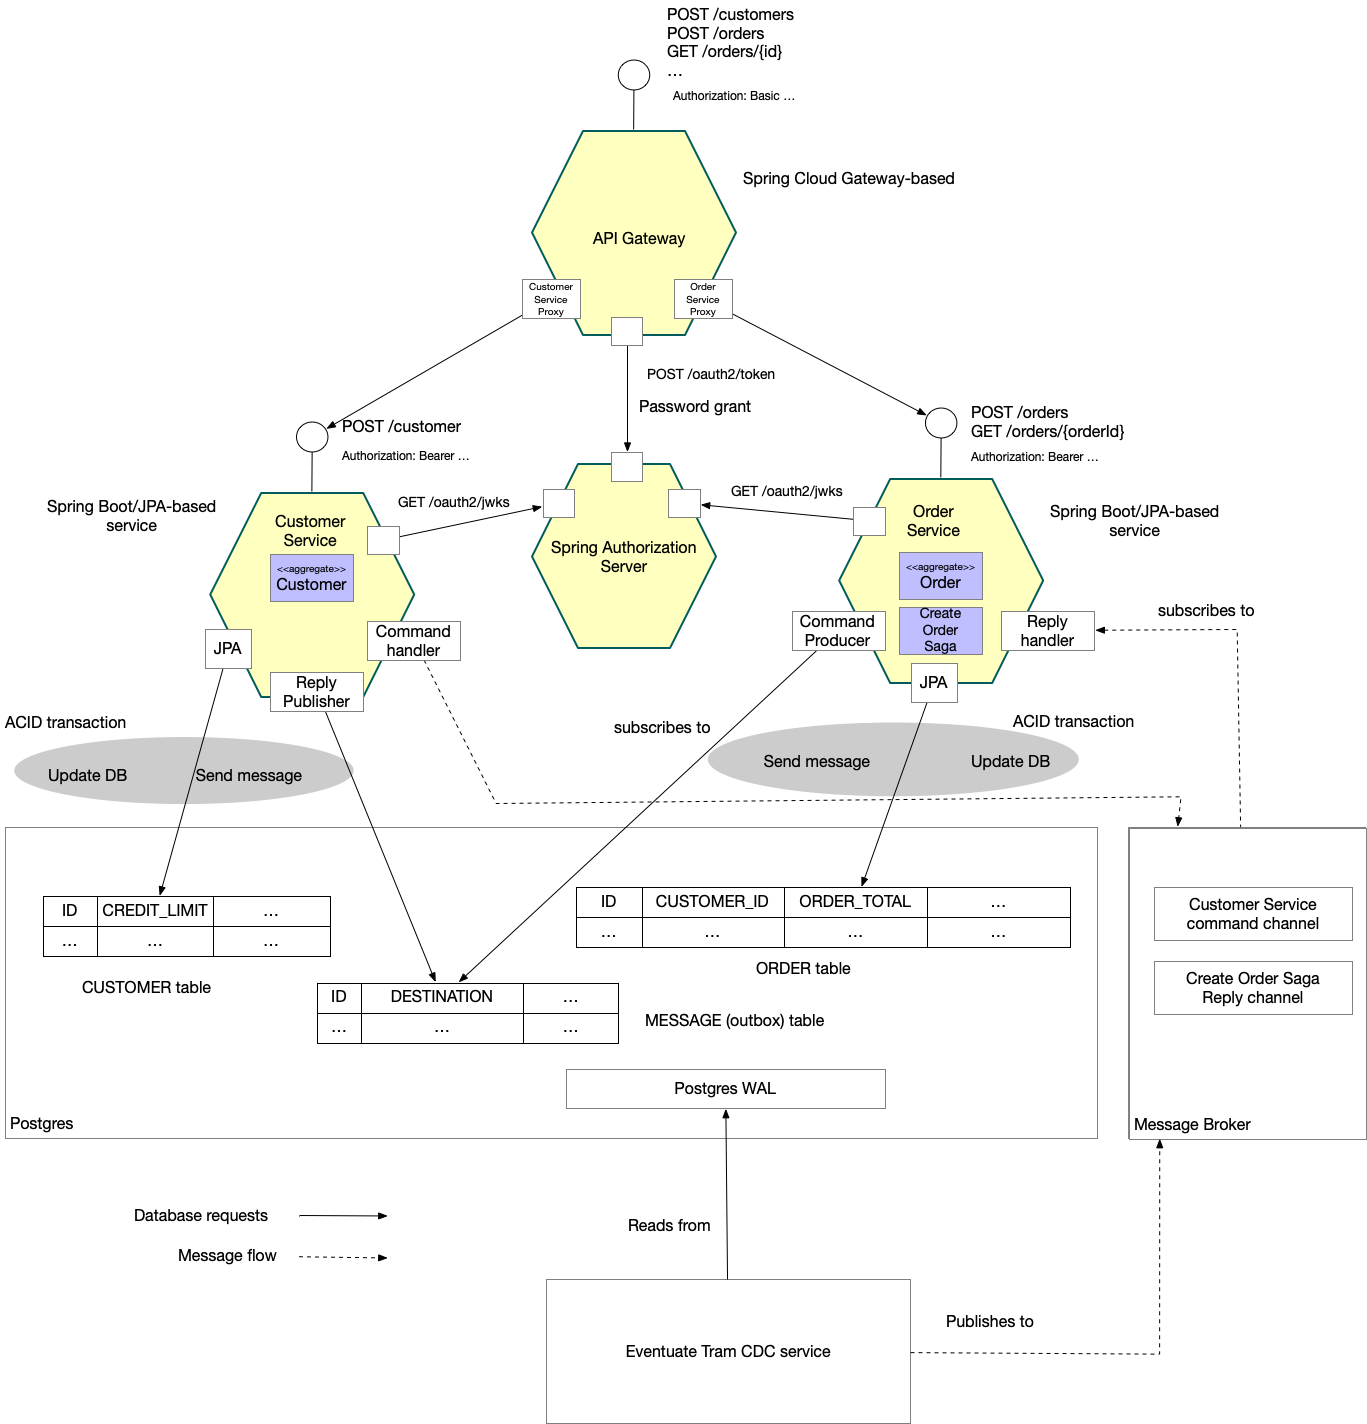 POST /customers
POST /orders
GET /orders/{id}
...
Authorization: Basic ...
Spring Cloud Gateway-based
API Gateway
Customer
Service
Proxy
Order
Service
Proxy
POST /oauth2/token
Password grant
POST /customer
Authorization: Bearer ...
POST /orders
GET /orders/{orderId}
Authorization: Bearer ...
Spring Boot/JPA-based
service
GET /oauth2/jwks
GET /oauth2/jwks
Spring Boot/JPA-based
service
Customer
Service
<<aggregate>>
Customer
Spring Authorization
Server
Order
Service
<<aggregate>>
Order
Create
Order
Saga
JPA
Command
handler
Reply
Publisher
Command
Producer
Reply
handler
JPA
subscribes to
ACID transaction
Update DB
Send message
subscribes to
ACID transaction
Send message
Update DB
ID CREDIT_LIMIT ...
... ... ...
CUSTOMER table
ID CUSTOMER_ID ORDER_TOTAL ...
... ... ... ...
ORDER table
ID DESTINATION ...
... ... ...
MESSAGE (outbox) table
Postgres WAL
Postgres
Customer Service
command channel
Create Order Saga
Reply channel
Message Broker
Database requests
Message flow
Reads from
Publishes to
Eventuate Tram CDC service